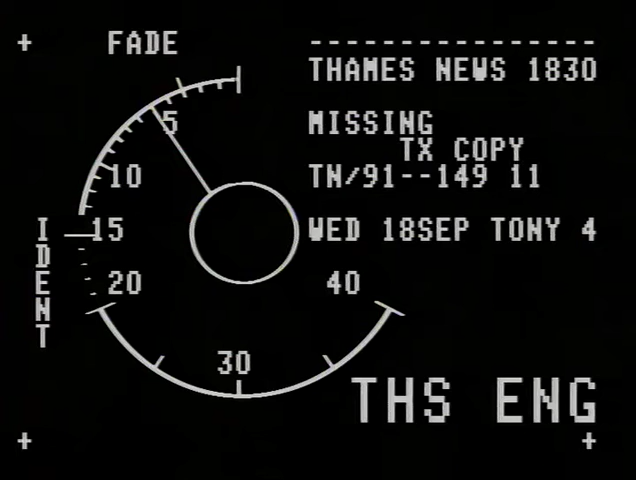 FADE
----------------
THAMES NEWS 1830
MISSING
TX COPY
TN/91--149 11
WED 18SEP TONY 4
5
10
15
20
30
40
IDENT
THS ENG